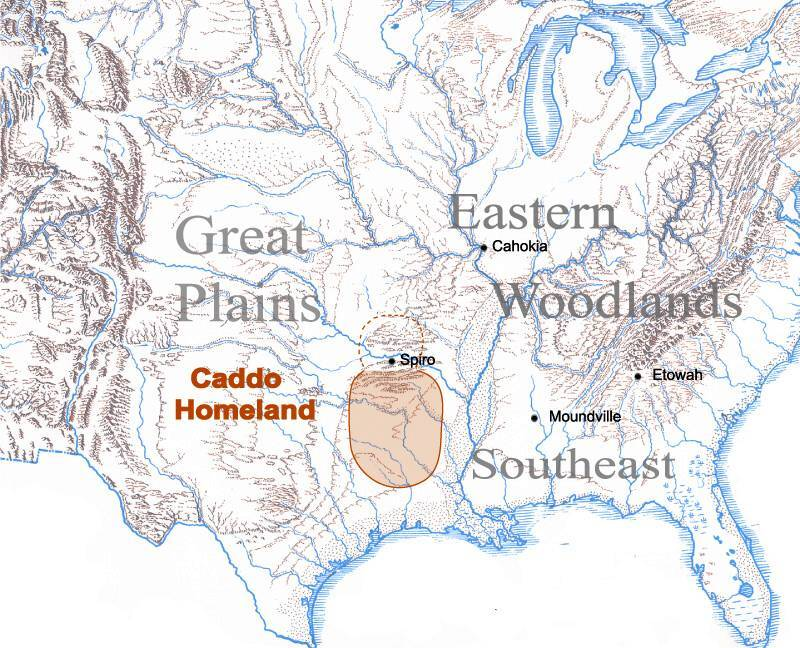 Great
Plains
Eastern
Woodlands
Cahokia
Spiro
Caddo
Homeland
Etowah
Moundville
Southeast